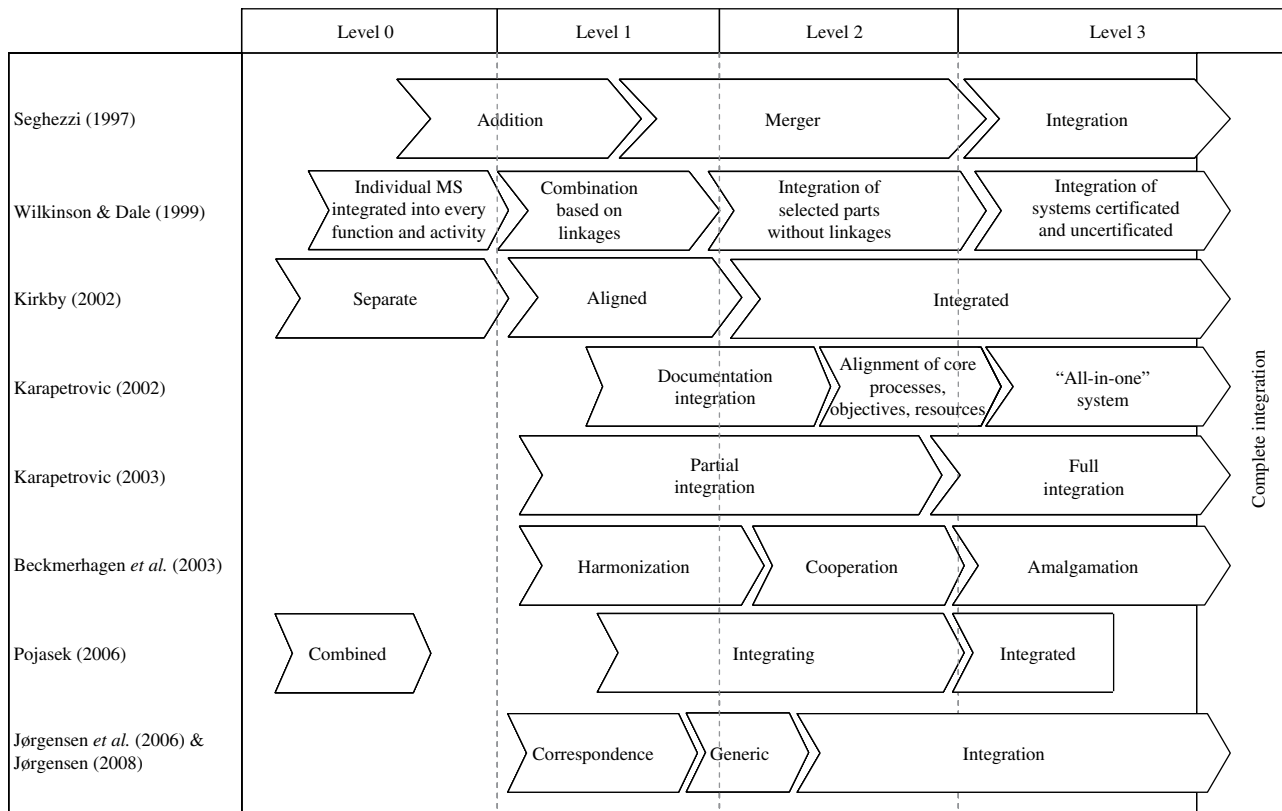 Level 0
Level 1
Level 2
Level 3
Seghezzi (1997)
Addition
Merger
Integration
Wilkinson & Dale (1999)
Individual MS
integrated into every
function and activity
Combination
based on
linkages
Integration of
selected parts
without linkages
Integration of
systems certificated
and uncertificated
Kirkby (2002)
Separate
Aligned
Integrated
Karapetrovic (2002)
Documentation
integration
Alignment of core
processes,
objectives, resources
“All-in-one”
system
Karapetrovic (2003)
Partial
integration
Full
integration
Beckmerhagen et al. (2003)
Harmonization
Cooperation
Amalgamation
Pojasek (2006)
Combined
Integrating
Integrated
Jørgensen et al. (2006) &
Jørgensen (2008)
Correspondence
Generic
Integration
Complete integration